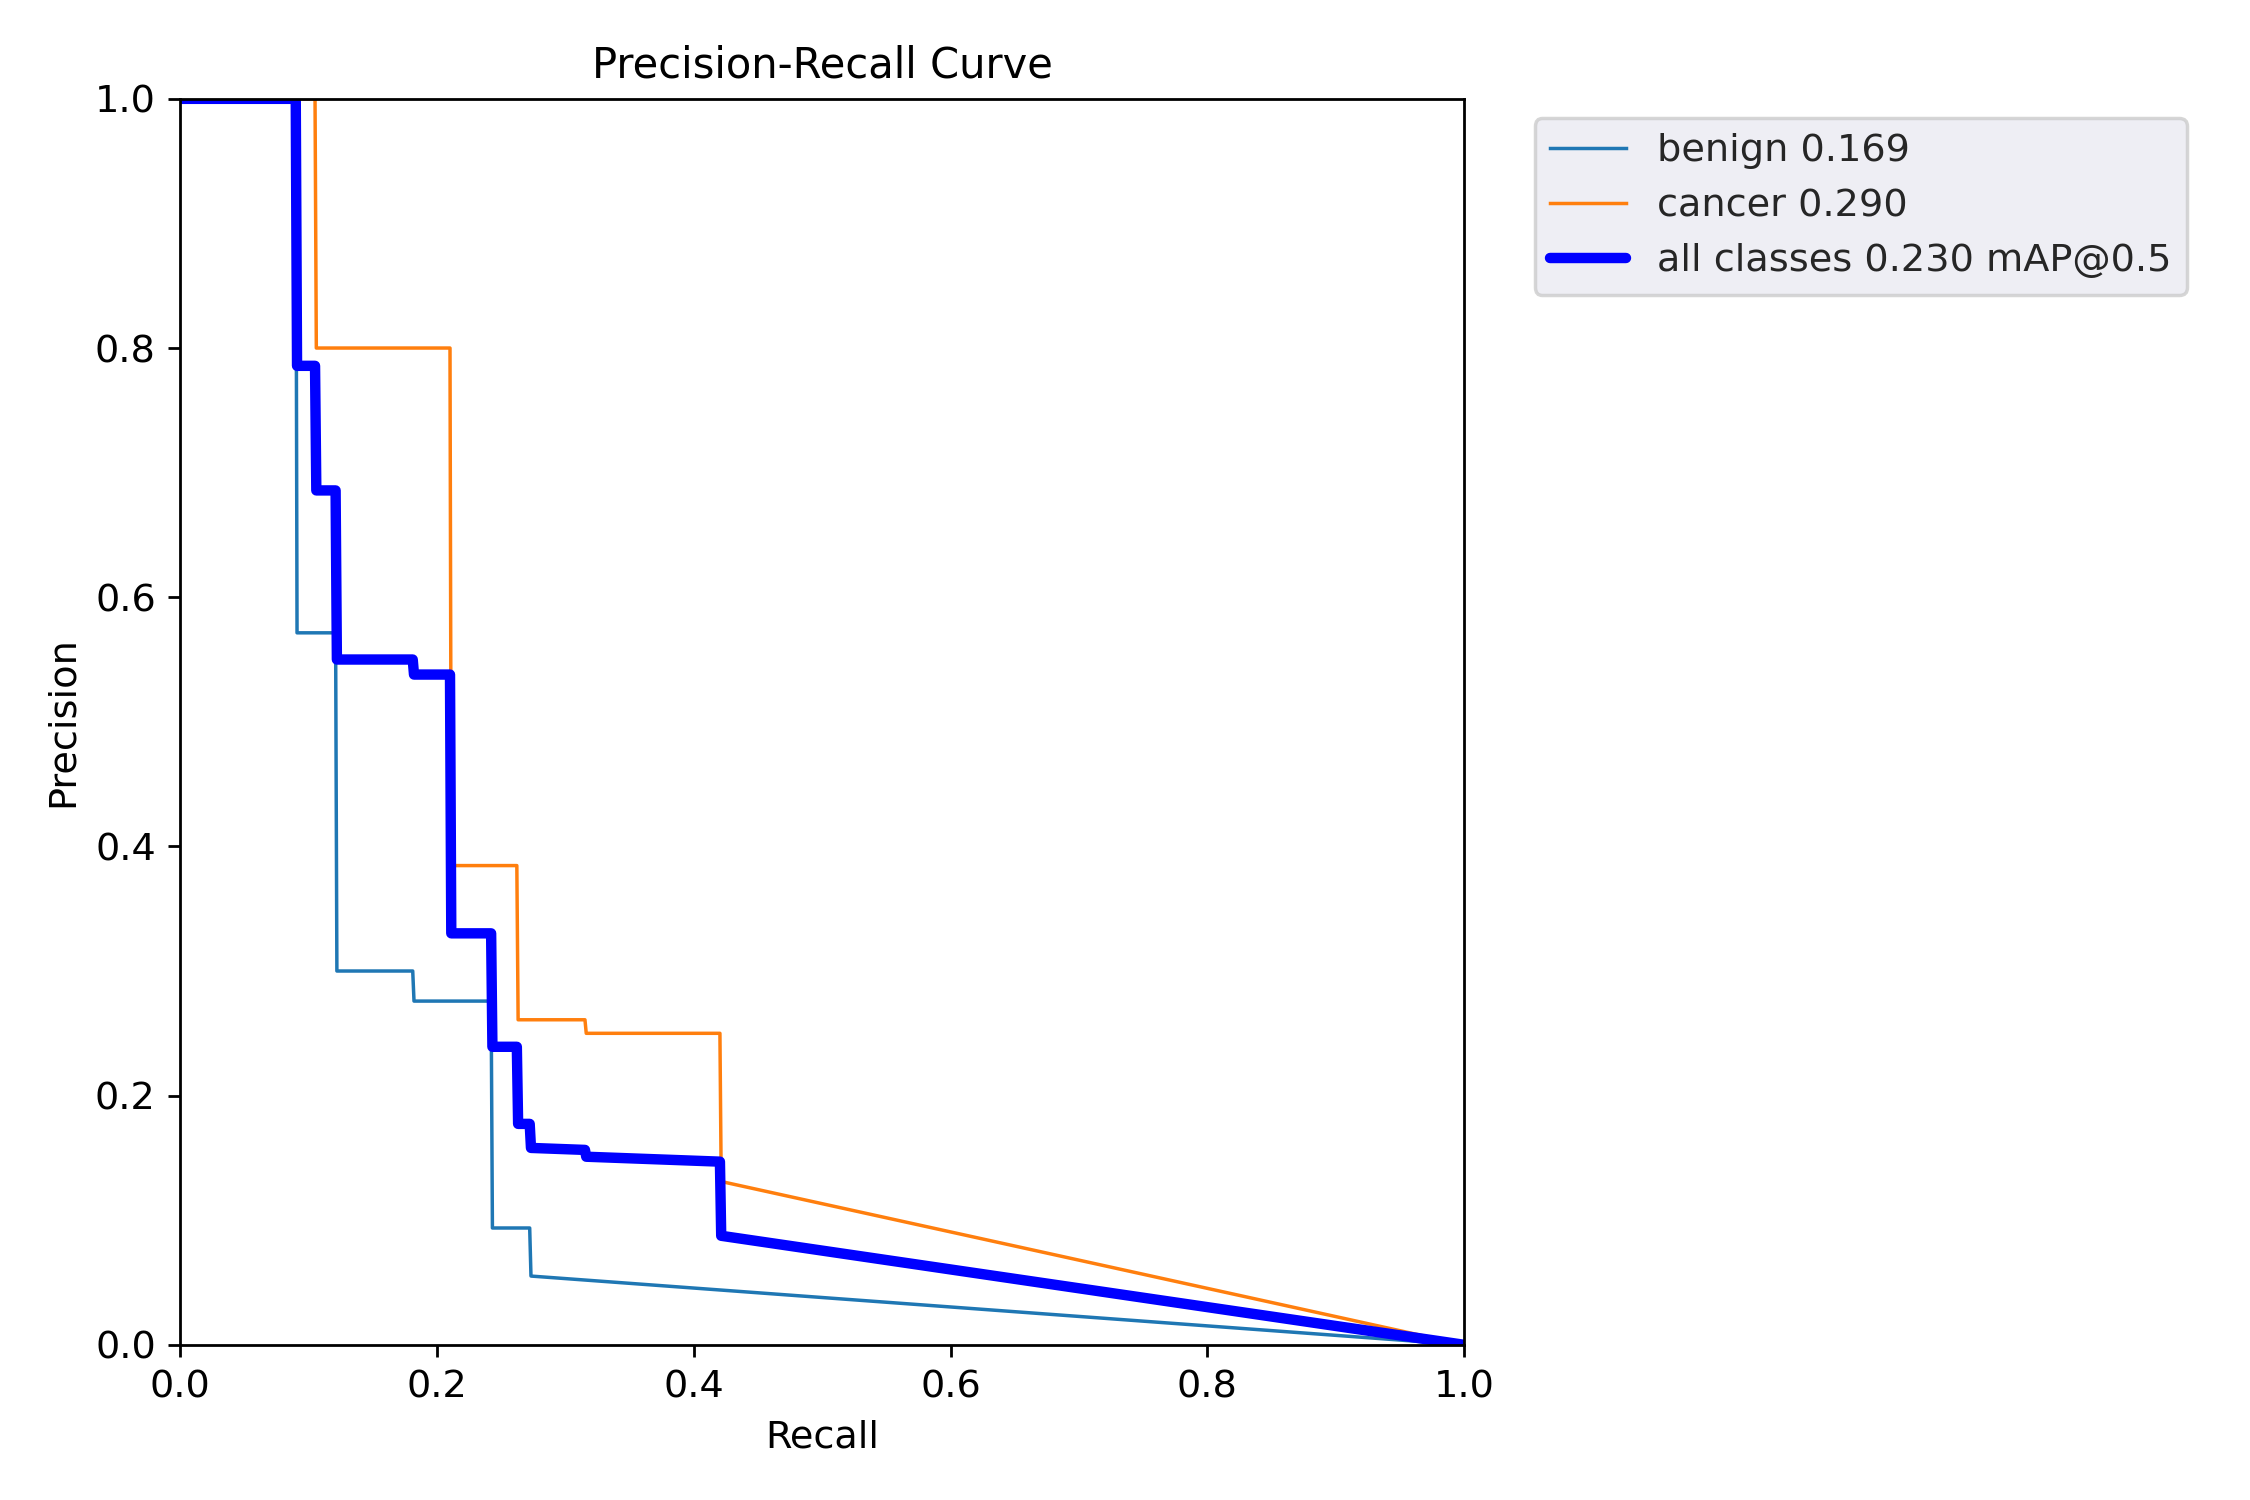 Precision-Recall Curve
1.0
0.8
0.6
0.4
0.2
0.0
Precision
0.0 0.2 0.4 0.6 0.8 1.0
Recall
benign 0.169
cancer 0.290
all classes 0.230 mAP@0.5